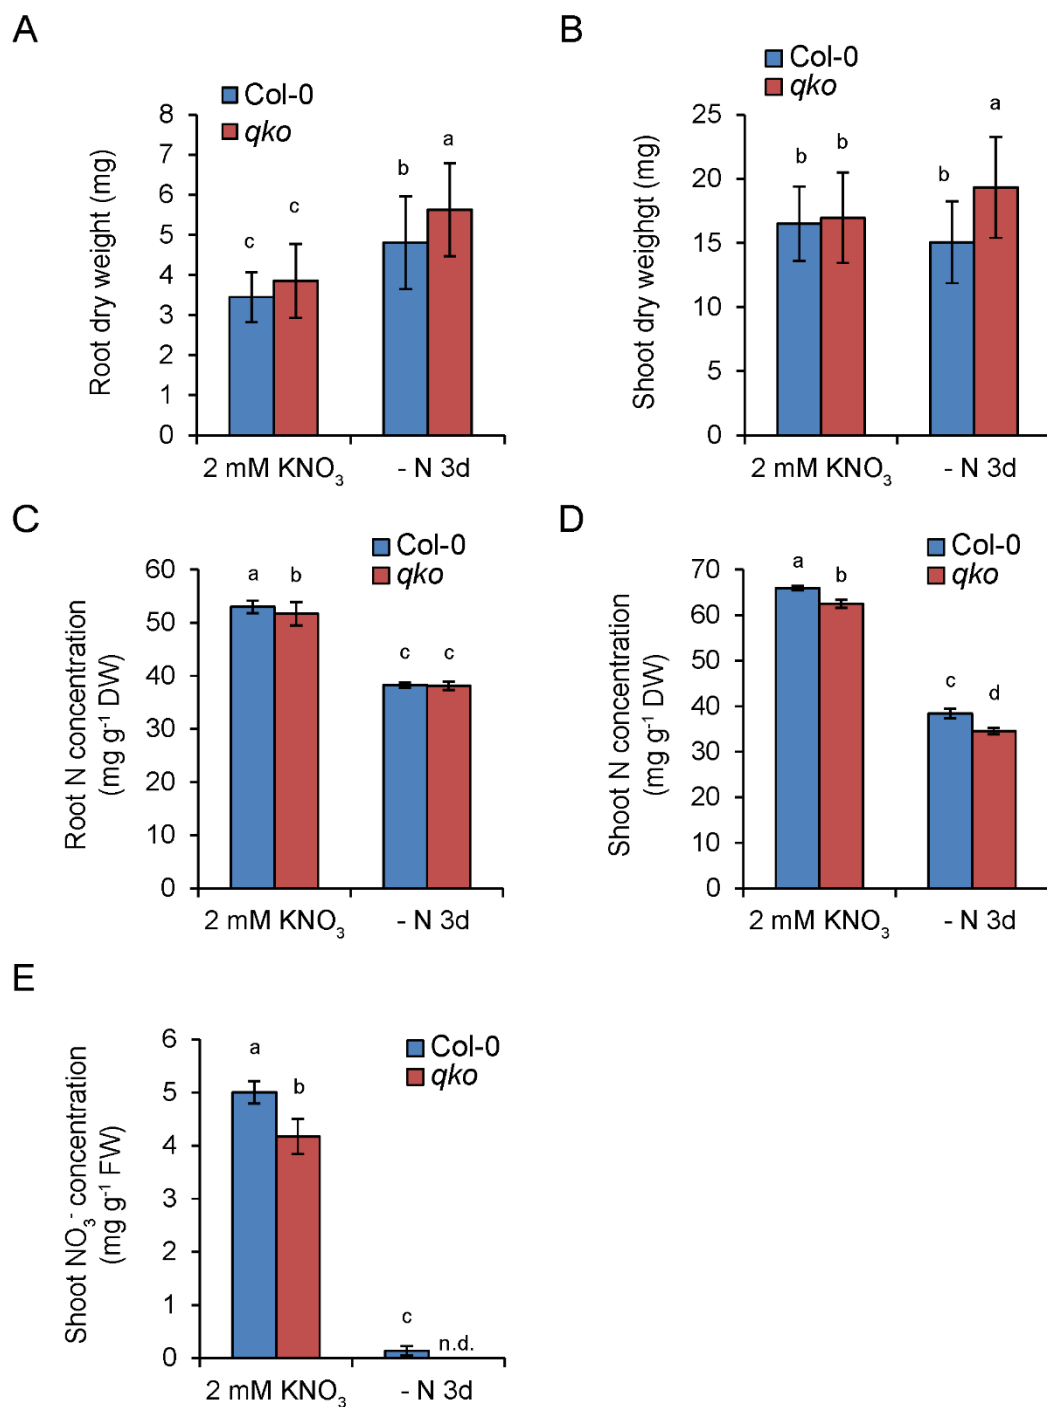 A
B
Col-0
qko
Root dry weight (mg)
8
7
6
5
4
3
2
1
0
c
c
b
a
2 mM KNO₃
- N 3d
Col-0
qko
Shoot dry weighgt (mg)
25
20
15
10
5
0
b
b
b
a
2 mM KNO₃
- N 3d
C
D
Col-0
qko
Root N concentration
(mg g⁻¹ DW)
60
50
40
30
20
10
0
a
b
c
c
2 mM KNO₃
- N 3d
Col-0
qko
Shoot N concentration
(mg g⁻¹ DW)
70
60
50
40
30
20
10
0
a
b
c
d
2 mM KNO₃
- N 3d
E
Col-0
qko
Shoot NO₃⁻ concentration
(mg g⁻¹ FW)
6
5
4
3
2
1
0
a
b
c
n.d.
2 mM KNO₃
- N 3d